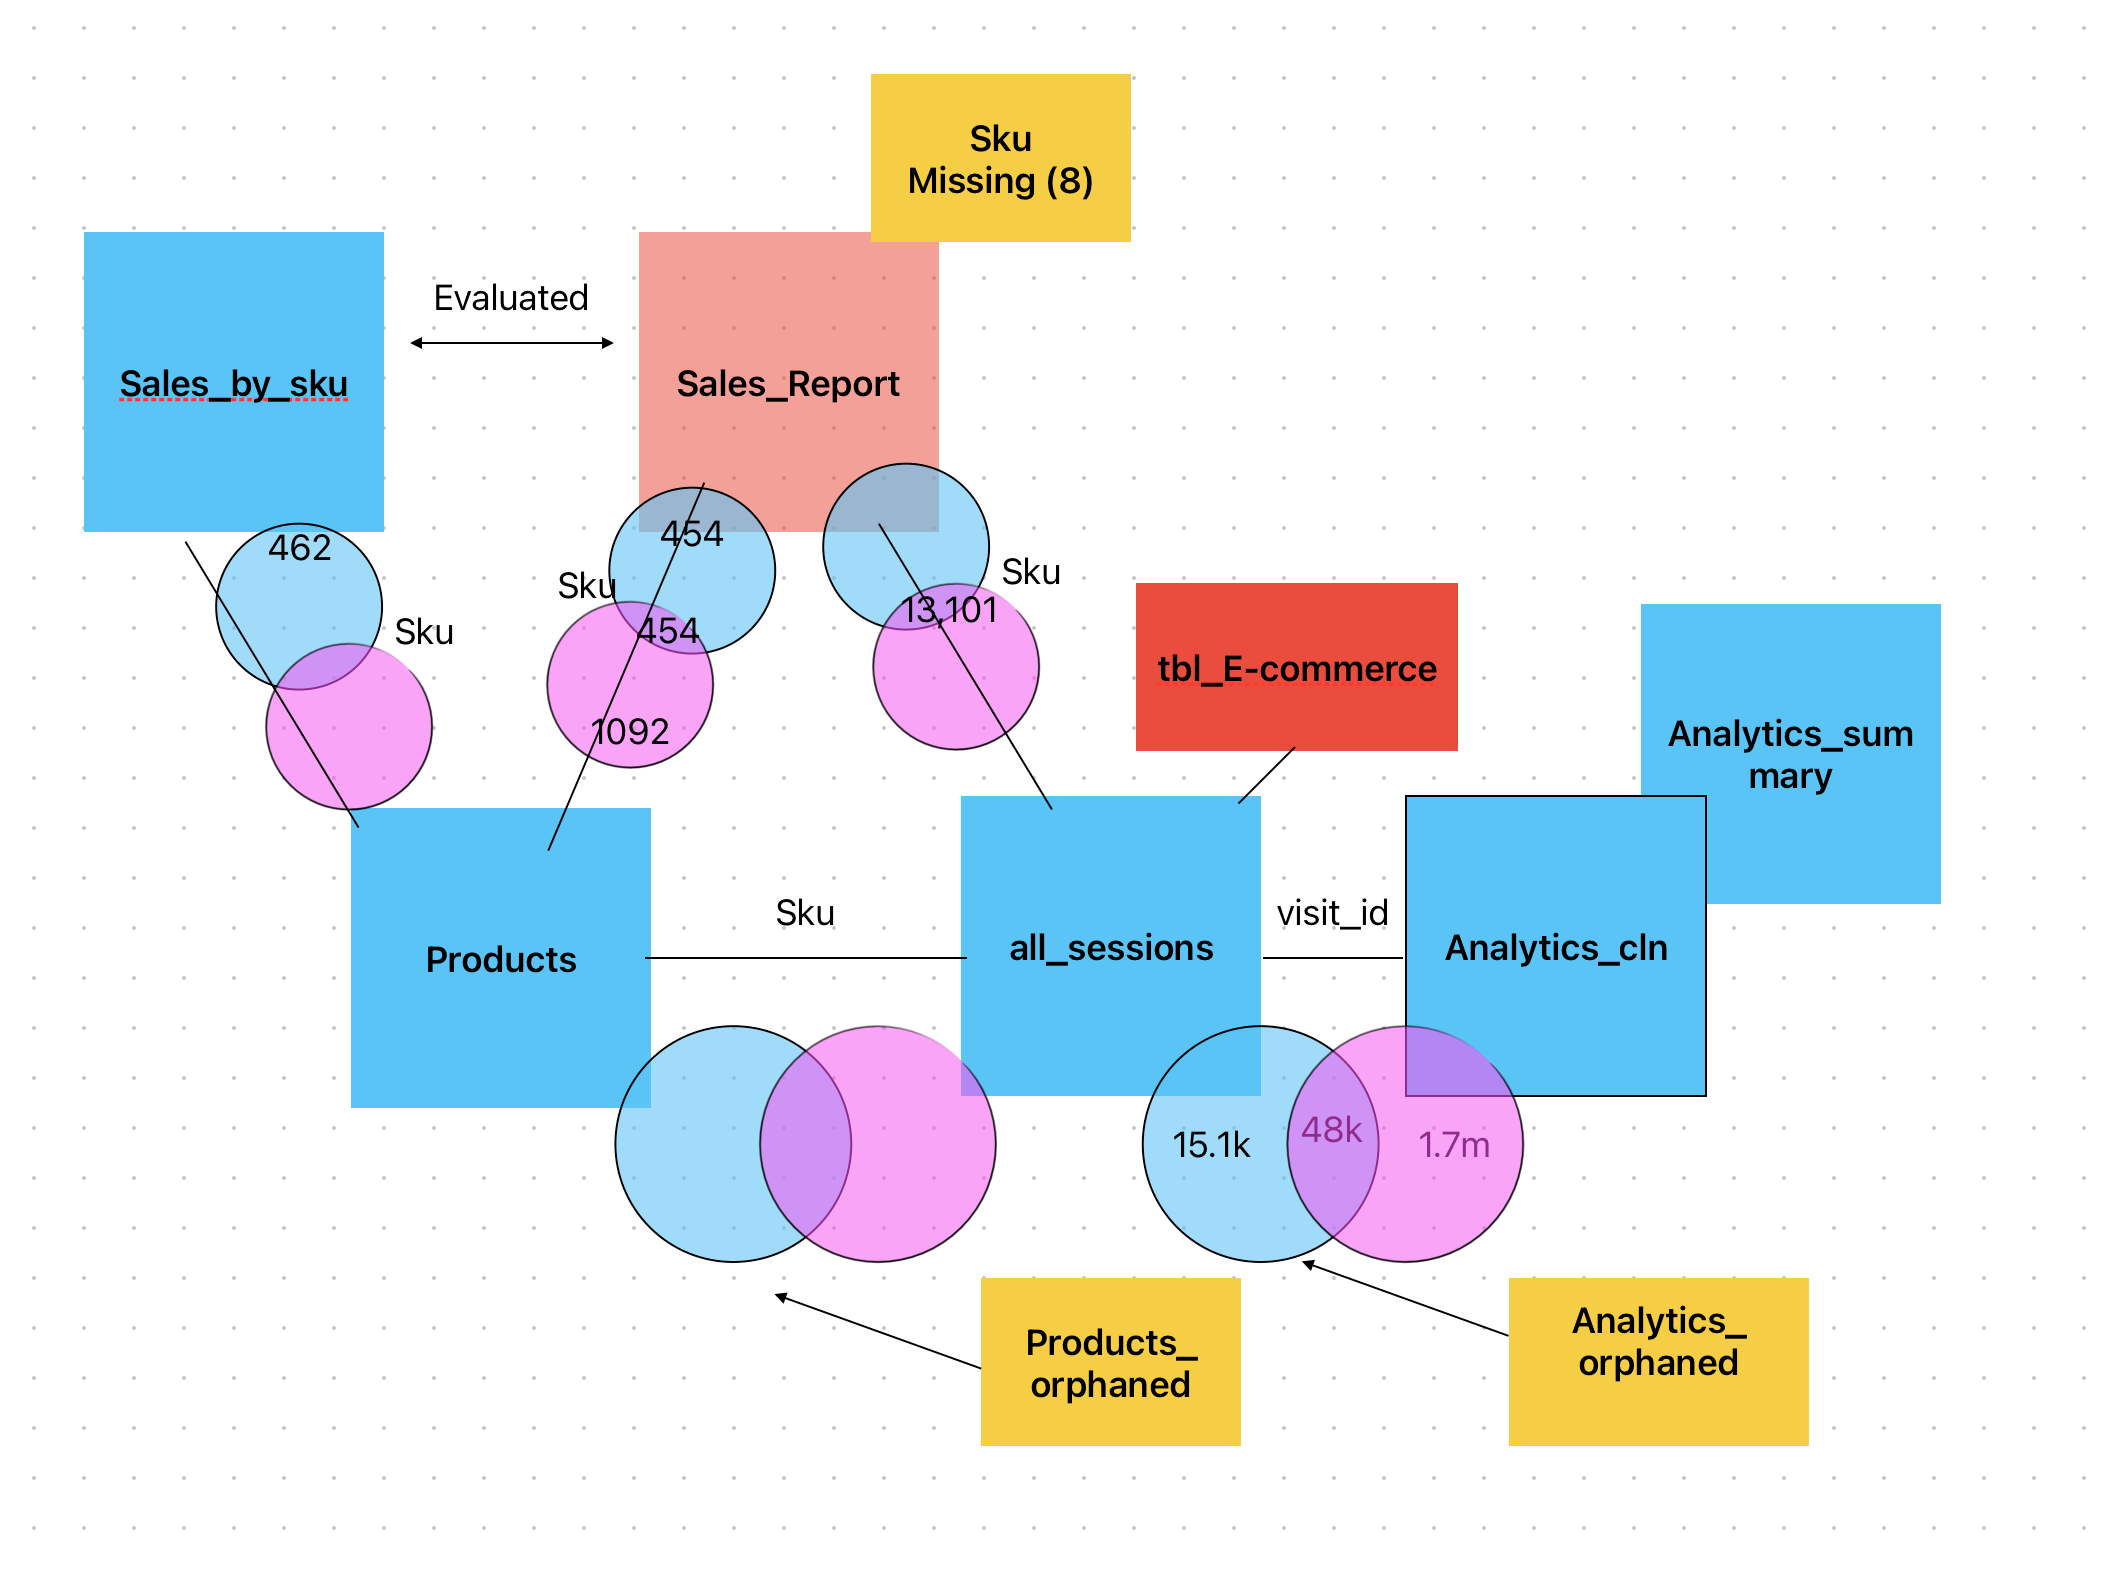 Sku
Missing (8)
Evaluated
Sales_by_sku
Sales_Report
462
454
Sku
Sku
13,101
Sku
454
1092
tbl_E-commerce
Analytics_sum
mary
Sku
visit_id
Products
all_sessions
Analytics_cln
15.1k
48k
1.7m
Products_
orphaned
Analytics_
orphaned